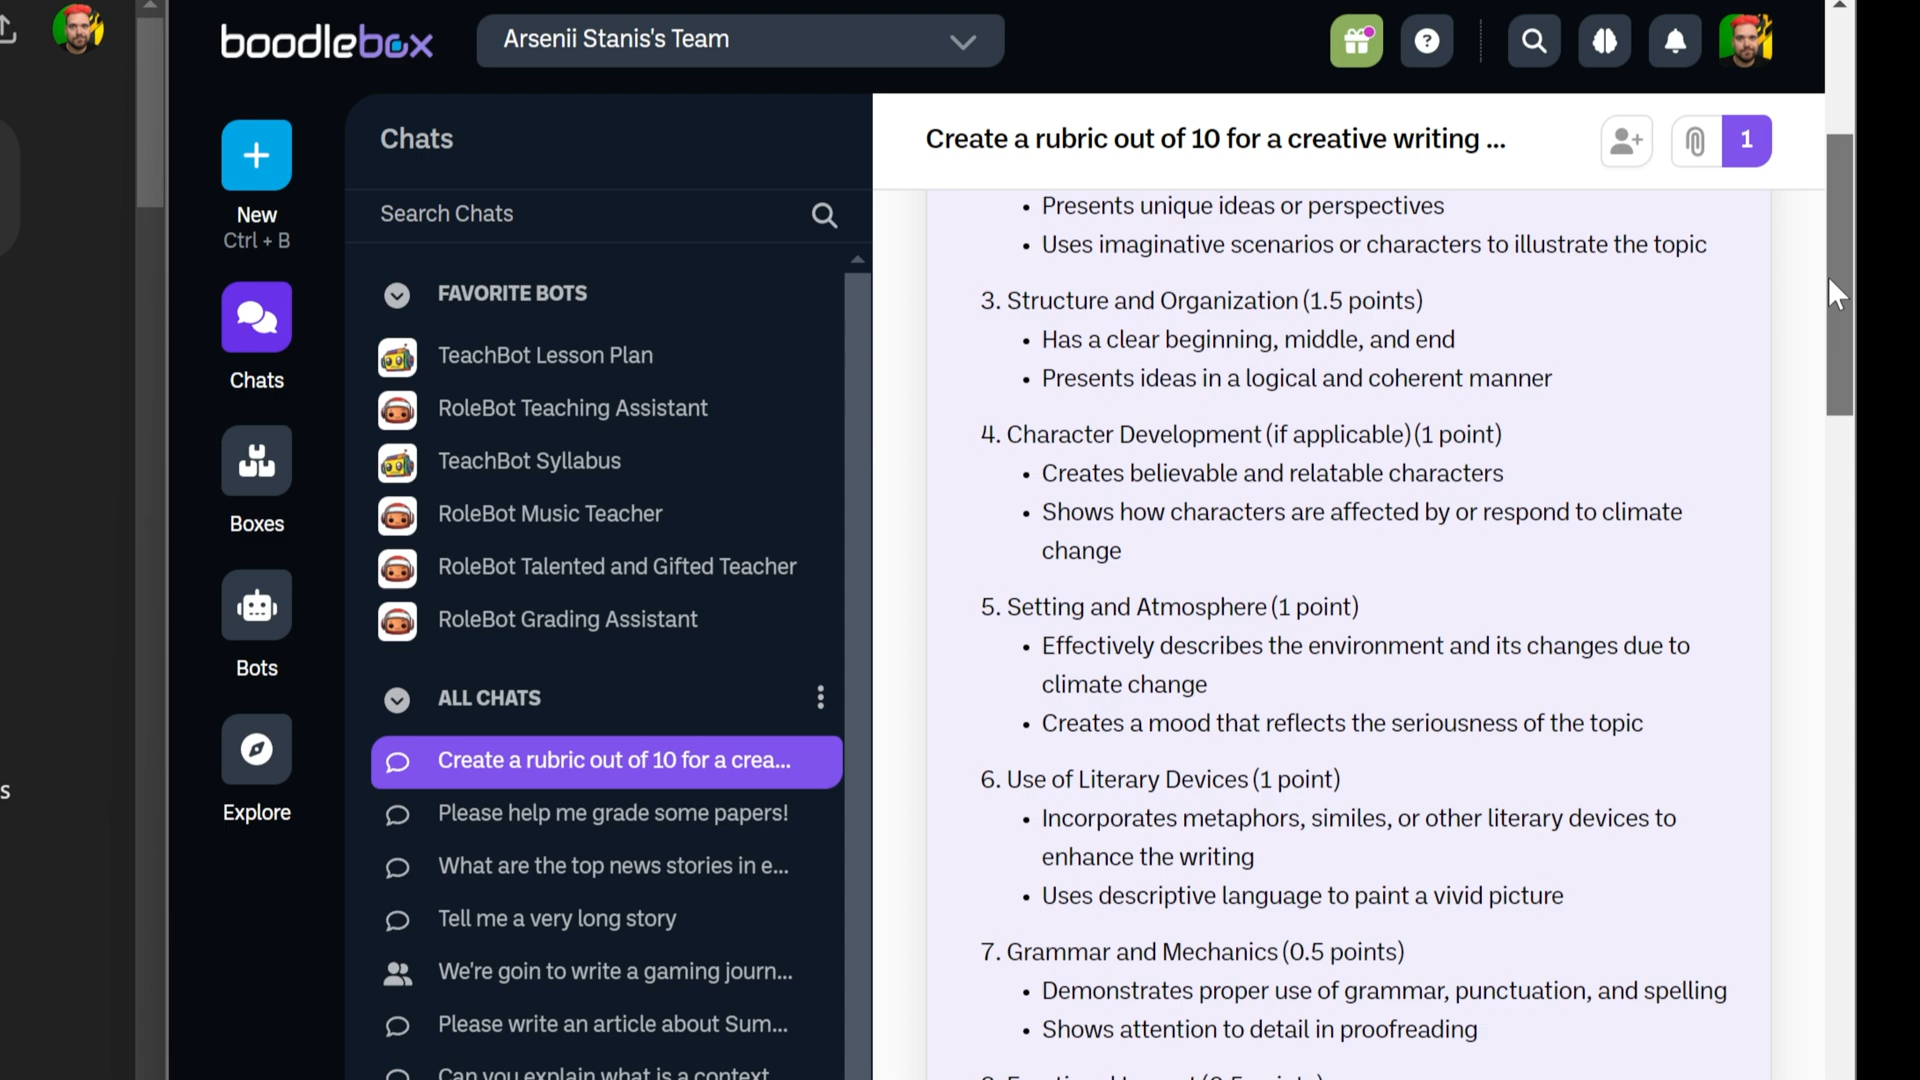 boodlebox
Arsenii Stanis's Team
Chats
Search Chats
New
Ctrl + B
Chats
Boxes
Bots
Explore
FAVORITE BOTS
TeachBot Lesson Plan
RoleBot Teaching Assistant
TeachBot Syllabus
RoleBot Music Teacher
RoleBot Talented and Gifted Teacher
RoleBot Grading Assistant
ALL CHATS
Create a rubric out of 10 for a crea...
Please help me grade some papers!
What are the top news stories in e...
Tell me a very long story
We're goin to write a gaming journ...
Please write an article about Sum...
Can you explain what is a context
Create a rubric out of 10 for a creative writing ...
1
• Presents unique ideas or perspectives
• Uses imaginative scenarios or characters to illustrate the topic
3. Structure and Organization (1.5 points)
• Has a clear beginning, middle, and end
• Presents ideas in a logical and coherent manner
4. Character Development (if applicable) (1 point)
• Creates believable and relatable characters
• Shows how characters are affected by or respond to climate
change
5. Setting and Atmosphere (1 point)
• Effectively describes the environment and its changes due to
climate change
• Creates a mood that reflects the seriousness of the topic
6. Use of Literary Devices (1 point)
• Incorporates metaphors, similes, or other literary devices to
enhance the writing
• Uses descriptive language to paint a vivid picture
7. Grammar and Mechanics (0.5 points)
• Demonstrates proper use of grammar, punctuation, and spelling
• Shows attention to detail in proofreading